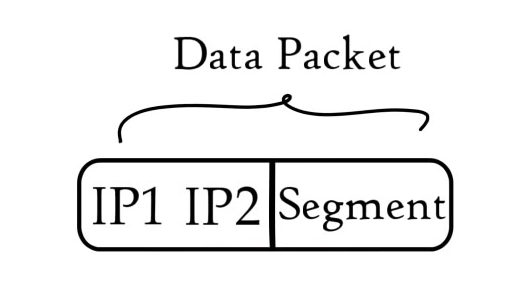 Data Packet
IP1 IP2 Segment